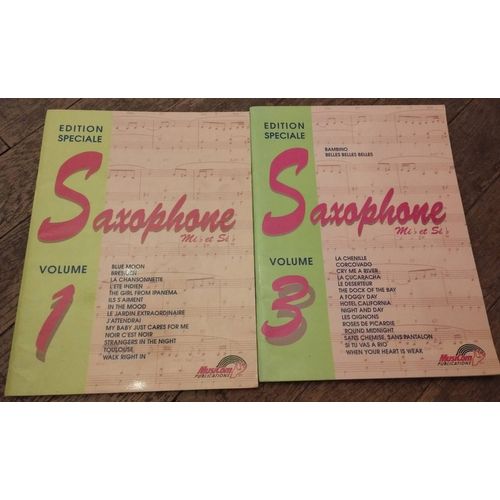 EDITION
SPECIALE
Saxophone
Mi♭ et Si♭
VOLUME
1
BLUE MOON
BRESILIEN
LA CHANSONNETTE
L'ETE INDIEN
THE GIRL FROM IPANEMA
ILS S'AIMENT
IN THE MOOD
LE JARDIN EXTRAORDINAIRE
J'ATTENDRAI
MY BABY JUST CARES FOR ME
NOIR C'EST NOIR
STRANGERS IN THE NIGHT
TOULOUSE
WALK RIGHT IN
MusiCom
PUBLICATIONS
EDITION
SPECIALE
BAMBINO
BELLES BELLES BELLES
Saxophone
Mi♭ et Si♭
VOLUME
3
LA CHENILLE
CORCOVADO
CRY ME A RIVER
LA CUCARACHA
LE DESERTEUR
THE DOCK OF THE BAY
A FOGGY DAY
HOTEL CALIFORNIA
NIGHT AND DAY
LES OIGNONS
ROSES DE PICARDIE
'ROUND MIDNIGHT
SANS CHEMISE, SANS PANTALON
SI TU VAS A RIO
WHEN YOUR HEART IS WEAK
MusiCom
PUBLICATIONS